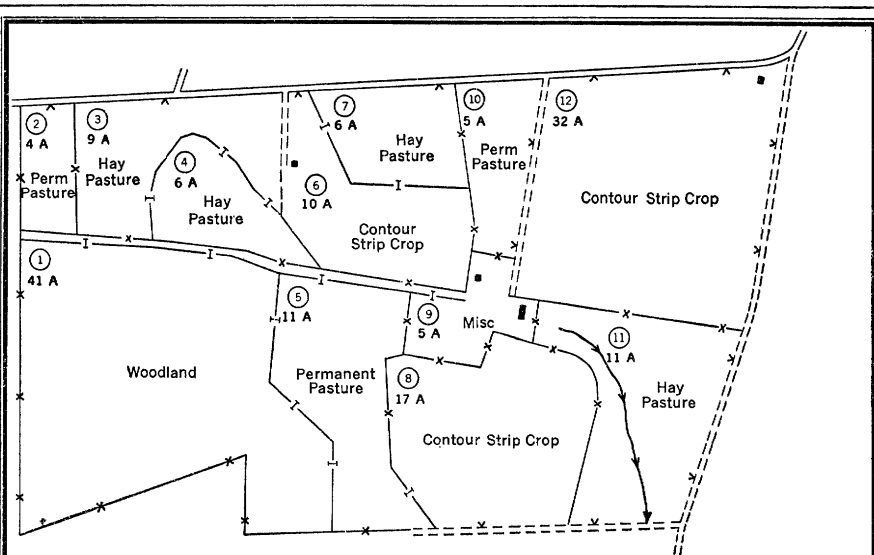 2
4 A
Perm
Pasture
3
9 A
Hay
Pasture
4
6 A
Hay
Pasture
7
6 A
Hay
Pasture
6
10 A
Contour
Strip Crop
10
5 A
Perm
Pasture
12
32 A
Contour Strip Crop
1
41 A
Woodland
5
11 A
Permanent
Pasture
9
5 A
Misc
8
17 A
Contour Strip Crop
11
11 A
Hay
Pasture